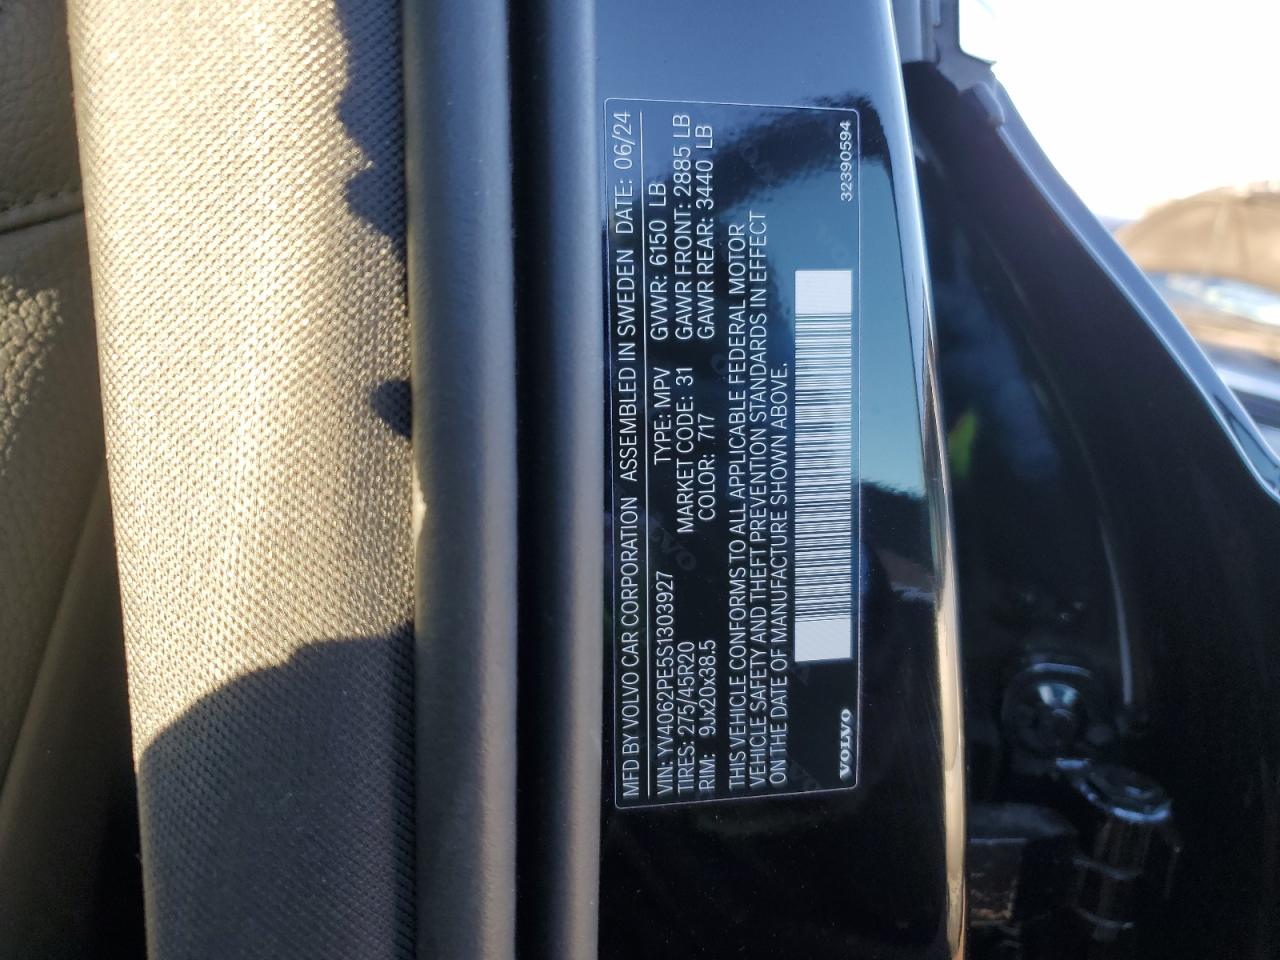 MFD BY VOLVO CAR CORPORATION ASSEMBLED IN SWEDEN DATE: 06/24
VIN: YV4062PE5S1303927 TYPE: MPV GVWR: 6150 LB
TIRES: 275/45R20 MARKET CODE: 31 GAWR FRONT: 2885 LB
RIM: 9Jx20x38.5 COLOR: 717 GAWR REAR: 3440 LB
THIS VEHICLE CONFORMS TO ALL APPLICABLE FEDERAL MOTOR
VEHICLE SAFETY AND THEFT PREVENTION STANDARDS IN EFFECT
ON THE DATE OF MANUFACTURE SHOWN ABOVE.
VOLVO 32390594